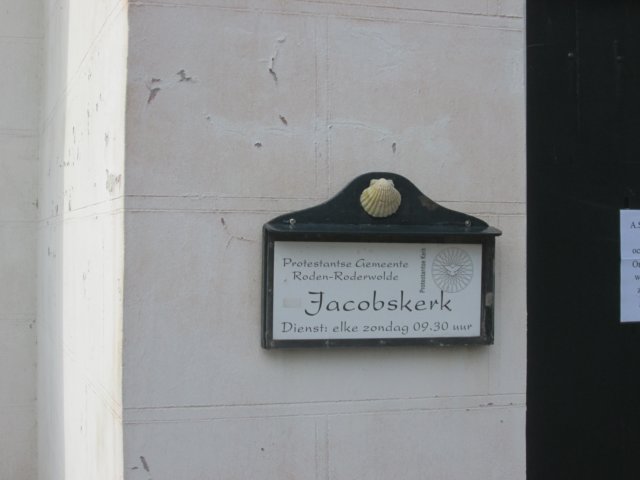 Protestantse Gemeente
Roden-Roderwolde
Protestantse Kerk
Jacobskerk
Dienst: elke zondag 09.30 uur